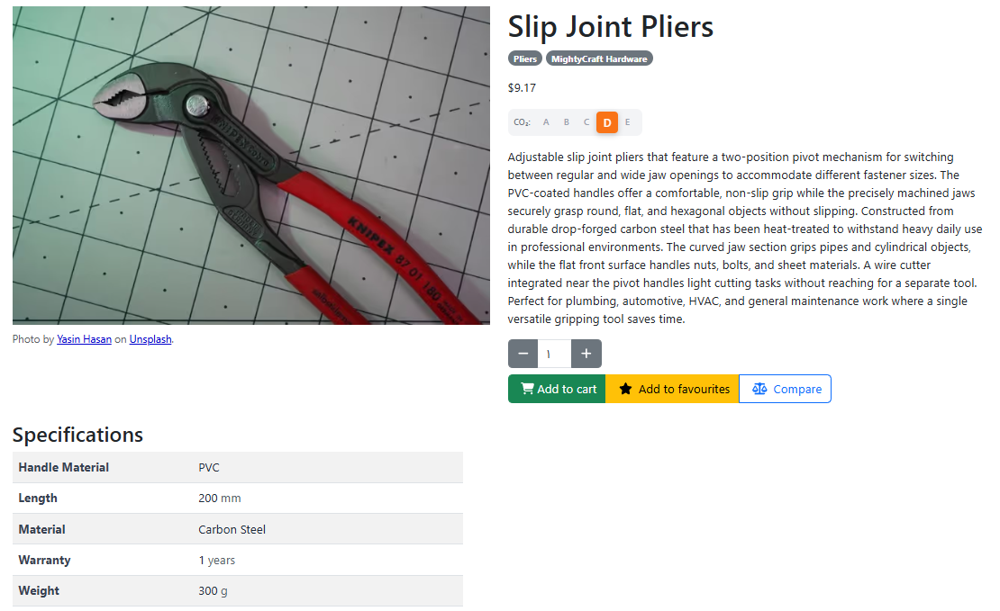 KNIPEX Cobra
KNIPEX 87 01 180
Photo by Yasin Hasan on Unsplash.
Slip Joint Pliers
Pliers MightyCraft Hardware
$9.17
CO₂: A B C D E
Adjustable slip joint pliers that feature a two-position pivot mechanism for switching
between regular and wide jaw openings to accommodate different fastener sizes. The
PVC-coated handles offer a comfortable, non-slip grip while the precisely machined jaws
securely grasp round, flat, and hexagonal objects without slipping. Constructed from
durable drop-forged carbon steel that has been heat-treated to withstand heavy daily use
in professional environments. The curved jaw section grips pipes and cylindrical objects,
while the flat front surface handles nuts, bolts, and sheet materials. A wire cutter
integrated near the pivot handles light cutting tasks without reaching for a separate tool.
Perfect for plumbing, automotive, HVAC, and general maintenance work where a single
versatile gripping tool saves time.
− ١ +
Add to cart Add to favourites Compare
Specifications
Handle Material PVC
Length 200 mm
Material Carbon Steel
Warranty 1 years
Weight 300 g